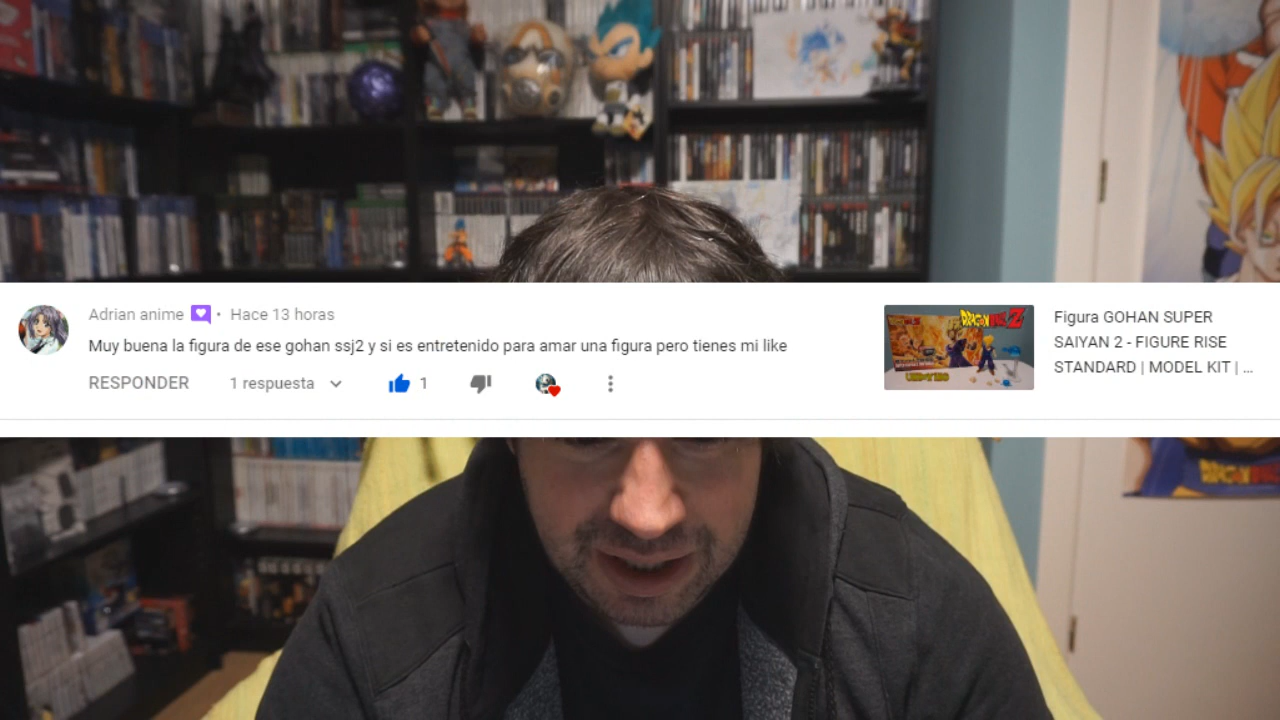 Adrian anime · Hace 13 horas
Muy buena la figura de ese gohan ssj2 y si es entretenido para amar una figura pero tienes mi like
RESPONDER 1 respuesta 1
Figura GOHAN SUPER
SAIYAN 2 - FIGURE RISE
STANDARD | MODEL KIT | ...
DRAGON BALL Z